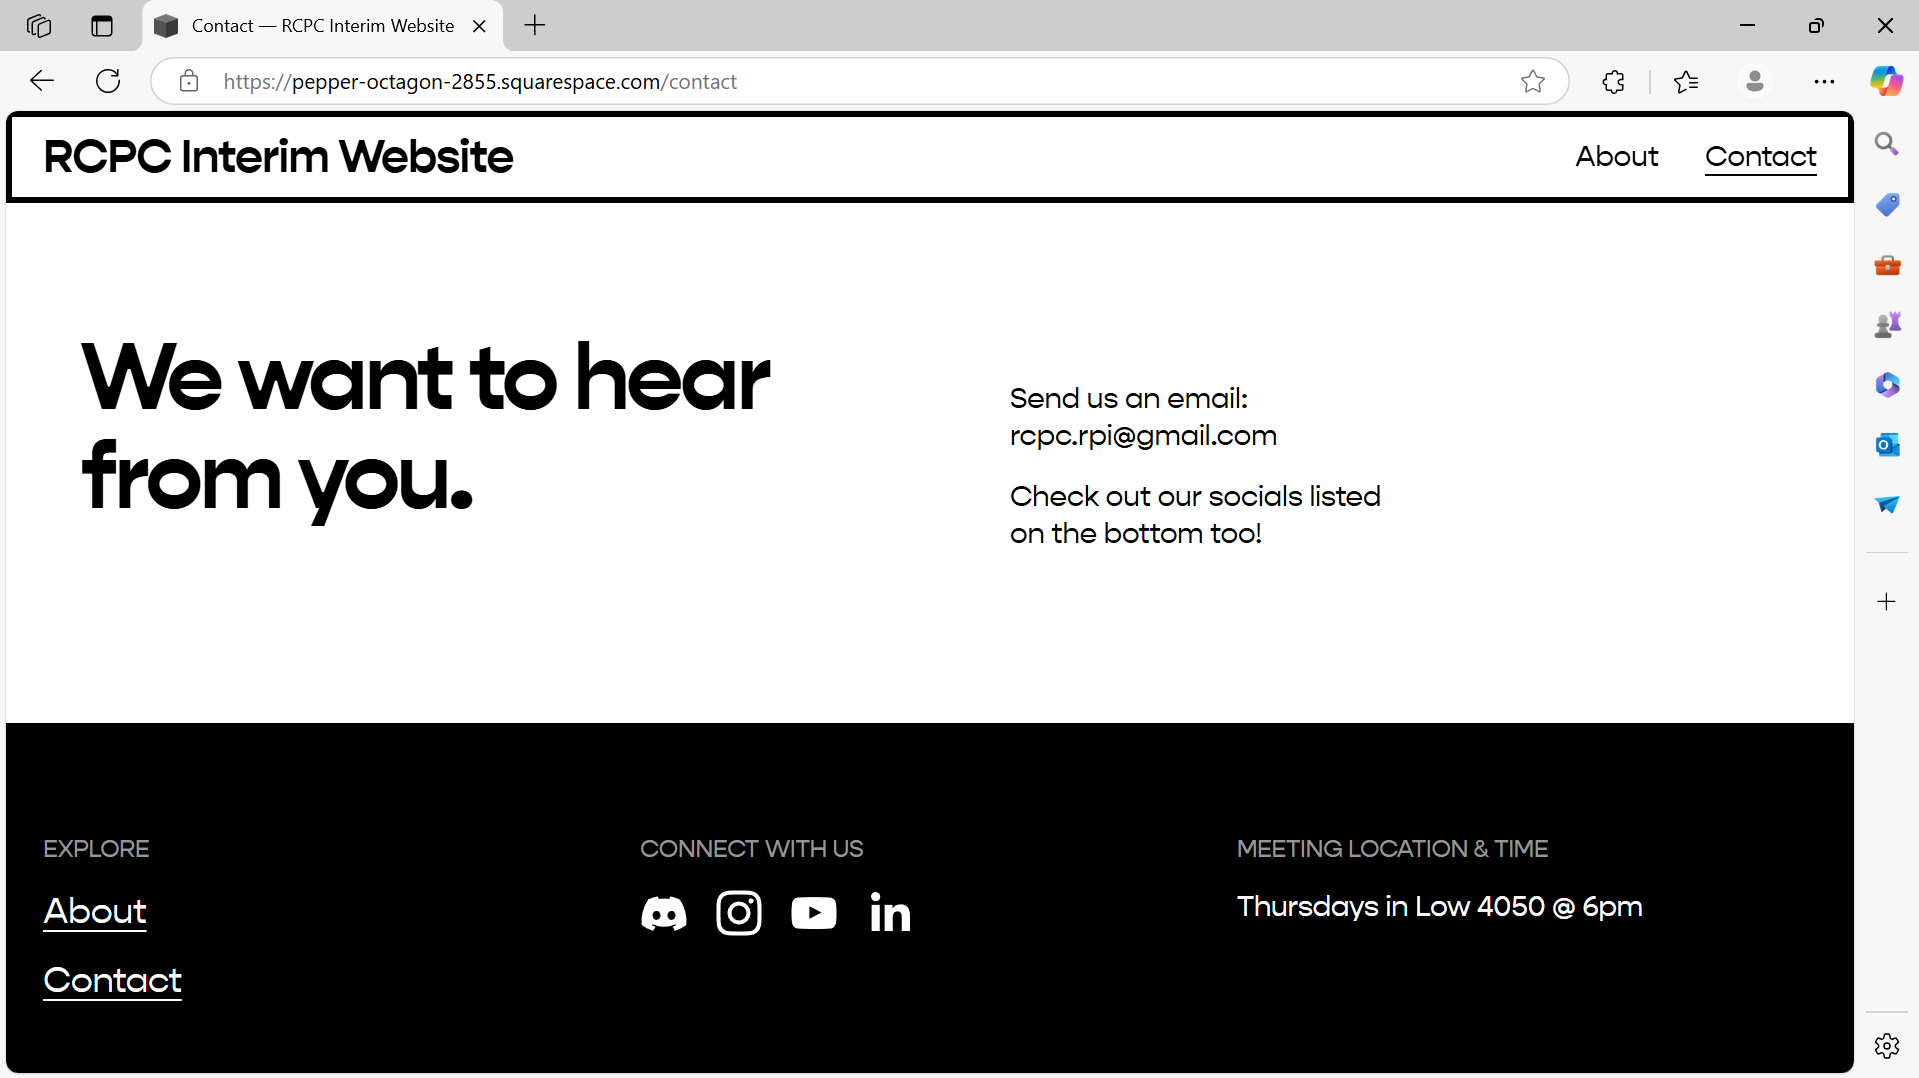 Contact — RCPC Interim Website
https://pepper-octagon-2855.squarespace.com/contact
RCPC Interim Website
About
Contact
We want to hear
from you.
Send us an email:
rcpc.rpi@gmail.com
Check out our socials listed
on the bottom too!
EXPLORE
About
Contact
CONNECT WITH US
MEETING LOCATION & TIME
Thursdays in Low 4050 @ 6pm